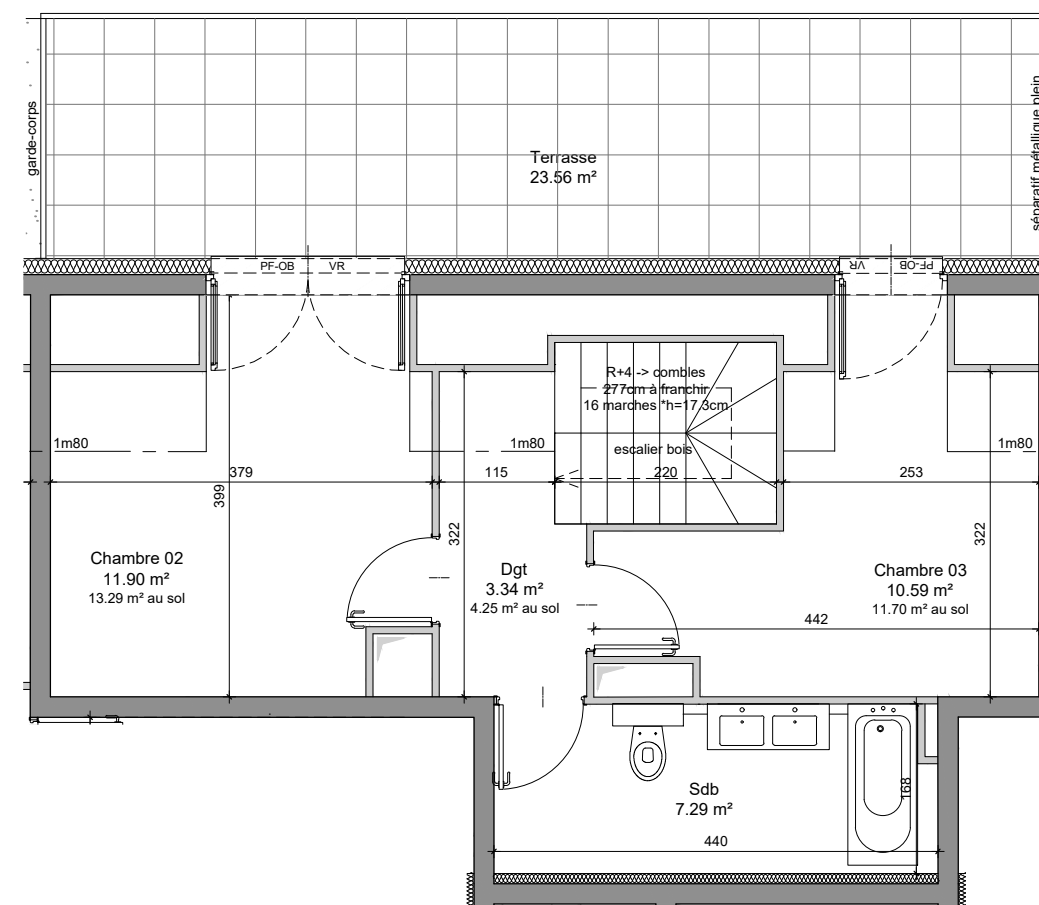 garde-corps
séparatif métallique plein
Terrasse
23.56 m²
PF-OB
VR
VR
PF-OB
R+4 -> combles
277cm à franchir
16 marches *h=17.3cm
escalier bois
1m80
1m80
1m80
379
115
220
253
399
322
322
Chambre 02
11.90 m²
13.29 m² au sol
Dgt
3.34 m²
4.25 m² au sol
Chambre 03
10.59 m²
11.70 m² au sol
442
Sdb
7.29 m²
168
440